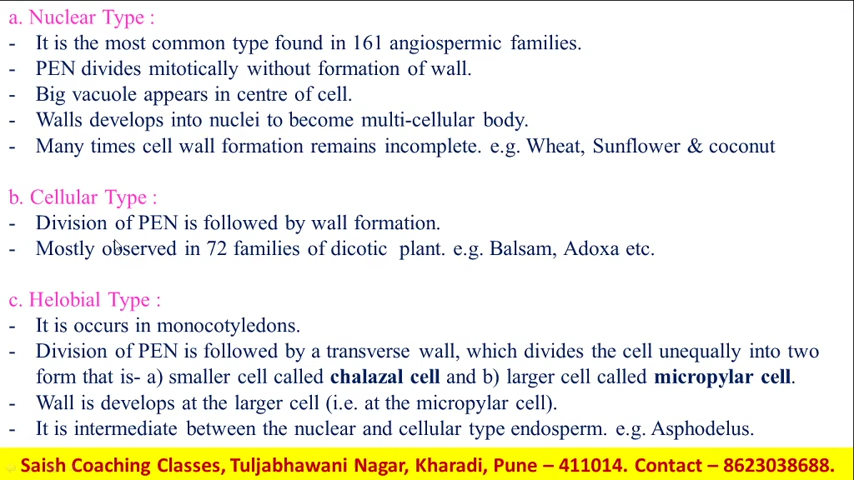 a. Nuclear Type :
- It is the most common type found in 161 angiospermic families.
- PEN divides mitotically without formation of wall.
- Big vacuole appears in centre of cell.
- Walls develops into nuclei to become multi-cellular body.
- Many times cell wall formation remains incomplete. e.g. Wheat, Sunflower & coconut
b. Cellular Type :
- Division of PEN is followed by wall formation.
- Mostly observed in 72 families of dicotic plant. e.g. Balsam, Adoxa etc.
c. Helobial Type :
- It is occurs in monocotyledons.
- Division of PEN is followed by a transverse wall, which divides the cell unequally into two
form that is- a) smaller cell called chalazal cell and b) larger cell called micropylar cell.
- Wall is develops at the larger cell (i.e. at the micropylar cell).
- It is intermediate between the nuclear and cellular type endosperm. e.g. Asphodelus.
Saish Coaching Classes, Tuljabhawani Nagar, Kharadi, Pune – 411014. Contact – 8623038688.